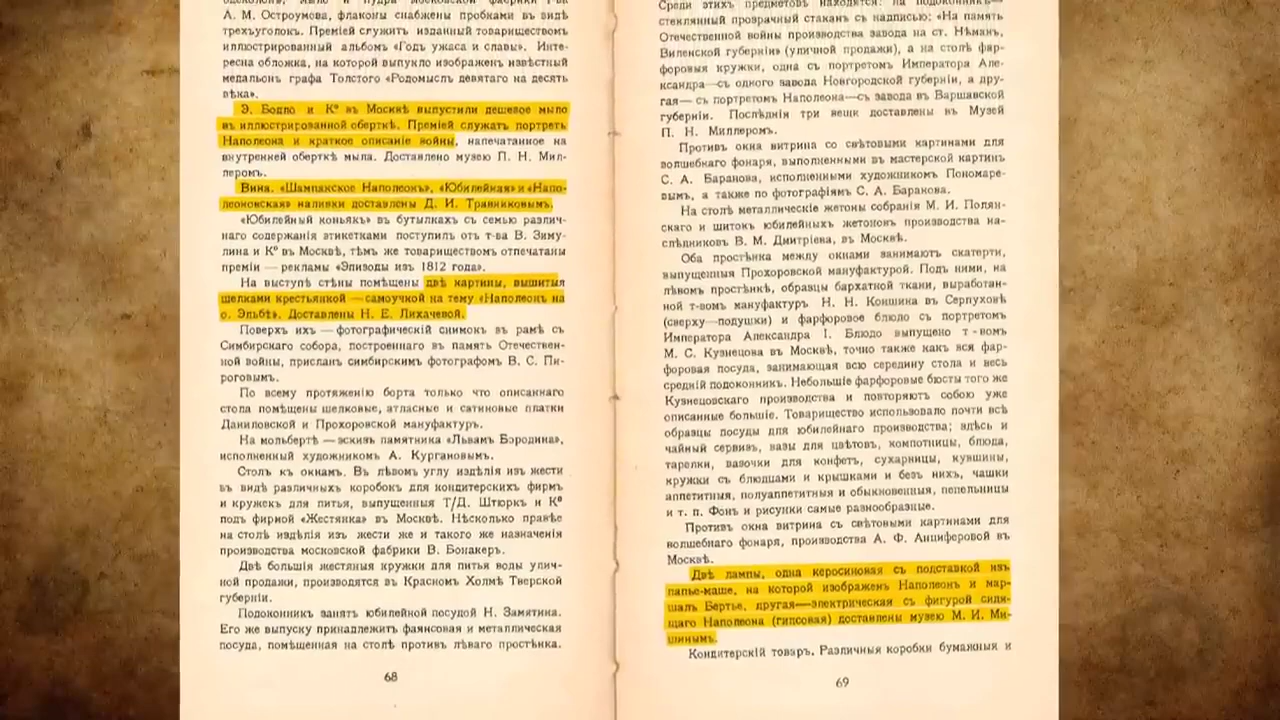 одеколонъ, мыло и пудра московской фабрики т-ва
А. М. Остроумова, флаконы снабжены пробками въ видѣ
трехъуголокъ. Преміей служитъ изданный товариществомъ
иллюстрированный альбомъ «Годъ ужаса и славы». Инте-
ресна обложка, на которой выпукло изображенъ извѣстный
медальонъ графа Толстого «Родомыслъ девятаго на десять
вѣка».
Э. Бодло и К⁰ въ Москвѣ выпустили дешевое мыло
въ иллюстрированной оберткѣ. Преміей служатъ портретъ
Наполеона и краткое описаніе войны, напечатанное на
внутренней оберткѣ мыла. Доставлено музею П. Н. Мил-
леромъ.
Вина. «Шампанское Наполеонъ», «Юбилейная» и «Напо-
леоновская» наливки доставлены Д. И. Травниковымъ.
«Юбилейный коньякъ» въ бутылкахъ съ семью различ-
наго содержанія этикетками поступилъ отъ т-ва В. Зиму-
лина и К⁰ въ Москвѣ, тѣмъ же товариществомъ отпечатаны
преміи — рекламы «Эпизоды изъ 1812 года».
На выступѣ стѣны помѣщены двѣ картины, вышитыя
шелками крестьянкой — самоучкой на тему «Наполеонъ на
о. Эльбѣ». Доставлены Н. Е. Лихачевой.
Поверхъ ихъ — фотографическій снимокъ въ рамѣ съ
Симбирскаго собора, построеннаго въ память Отечествен-
ной войны, присланъ симбирскимъ фотографомъ В. С. Пи-
роговымъ.
По всему протяженію борта только что описаннаго
стола помѣщены шелковые, атласные и сатиновые платки
Даниловской и Прохоровской мануфактуръ.
На мольбертѣ — эскизъ памятника «Львамъ Бородина»,
исполненный художникомъ А. Кургановымъ.
Столъ къ окнамъ. Въ лѣвомъ углу издѣлія изъ жести
въ видѣ различныхъ коробокъ для кондитерскихъ фирмъ
и кружекъ для питья, выпущенныя Т/Д. Штюркъ и К⁰
подъ фирмой «Жестянка» въ Москвѣ. Нѣсколько правѣе
на столѣ издѣлія изъ жести же и такого же назначенія
производства московской фабрики В. Бонакеръ.
Двѣ большія жестяныя кружки для питья воды улич-
ной продажи, производятся въ Красномъ Холмѣ Тверской
губерніи.
Подоконникъ занятъ юбилейной посудой Н. Замятина.
Его же выпуску принадлежитъ фаянсовая и металлическая
посуда, помѣщенная на столѣ противъ лѣваго простѣнка.
68
Среди этихъ предметовъ находятся: на подоконникѣ—
стеклянный прозрачный стаканъ съ надписью: «На память
Отечественной войны производства завода на ст. Нѣманъ,
Виленской губерніи» (уличной продажи), а на столѣ фар-
форовыя кружки, одна съ портретомъ Императора Але-
ксандра—съ одного завода Новгородской губерніи, а дру-
гая— съ портретомъ Наполеона—съ завода въ Варшавской
губерніи. Послѣднія три вещи доставлены въ Музей
П. Н. Миллеромъ.
Противъ окна витрина со свѣтовыми картинами для
волшебнаго фонаря, выполненными въ мастерской картинъ
С. А. Баранова, исполненными художникомъ Пономаре-
вымъ, а также по фотографіямъ С. А. Баранова.
На столѣ металлическіе жетоны собранія М. И. Полян-
скаго и щитокъ юбилейныхъ жетоновъ производства на-
слѣдниковъ В. М. Дмитріева, въ Москвѣ.
Оба простѣнка между окнами занимаютъ скатерти,
выпущенныя Прохоровской мануфактурой. Подъ ними, на
лѣвомъ простѣнкѣ, образцы бархатной ткани, выработан-
ной т-вомъ мануфактуръ Н. Н. Коншина въ Серпуховѣ
(сверху—подушки) и фарфоровое блюдо съ портретомъ
Императора Александра I. Блюдо выпущено т-вомъ
М. С. Кузнецова въ Москвѣ, точно также какъ вся фар-
форовая посуда, занимающая всю середину стола и весь
средній подоконникъ. Небольшіе фарфоровые бюсты того же
Кузнецовскаго производства и повторяютъ собою уже
описанные большіе. Товарищество использовало почти всѣ
образцы посуды для юбилейнаго производства; здѣсь и
чайный сервизъ, вазы для цвѣтовъ, компотницы, блюда,
тарелки, вазочки для конфетъ, сухарницы, кувшины,
кружки съ блюдцами и крышками и безъ нихъ, чашки
аппетитныя, полуаппетитныя и обыкновенныя, пепельницы
и т. п. Фонъ и рисунки самые разнообразные.
Противъ окна витрина съ свѣтовыми картинами для
волшебнаго фонаря, производства А. Ф. Анциферовой въ
Москвѣ.
Двѣ лампы, одна керосиновая съ подставкой изъ
папье-маше, на которой изображенъ Наполеонъ и мар-
шалъ Бертье, другая—электрическая съ фигурой сидя-
щаго Наполеона (гипсовая) доставлены музею М. И. Ми-
шинымъ.
Кондитерскій товаръ. Различныя коробки бумажныя и
69